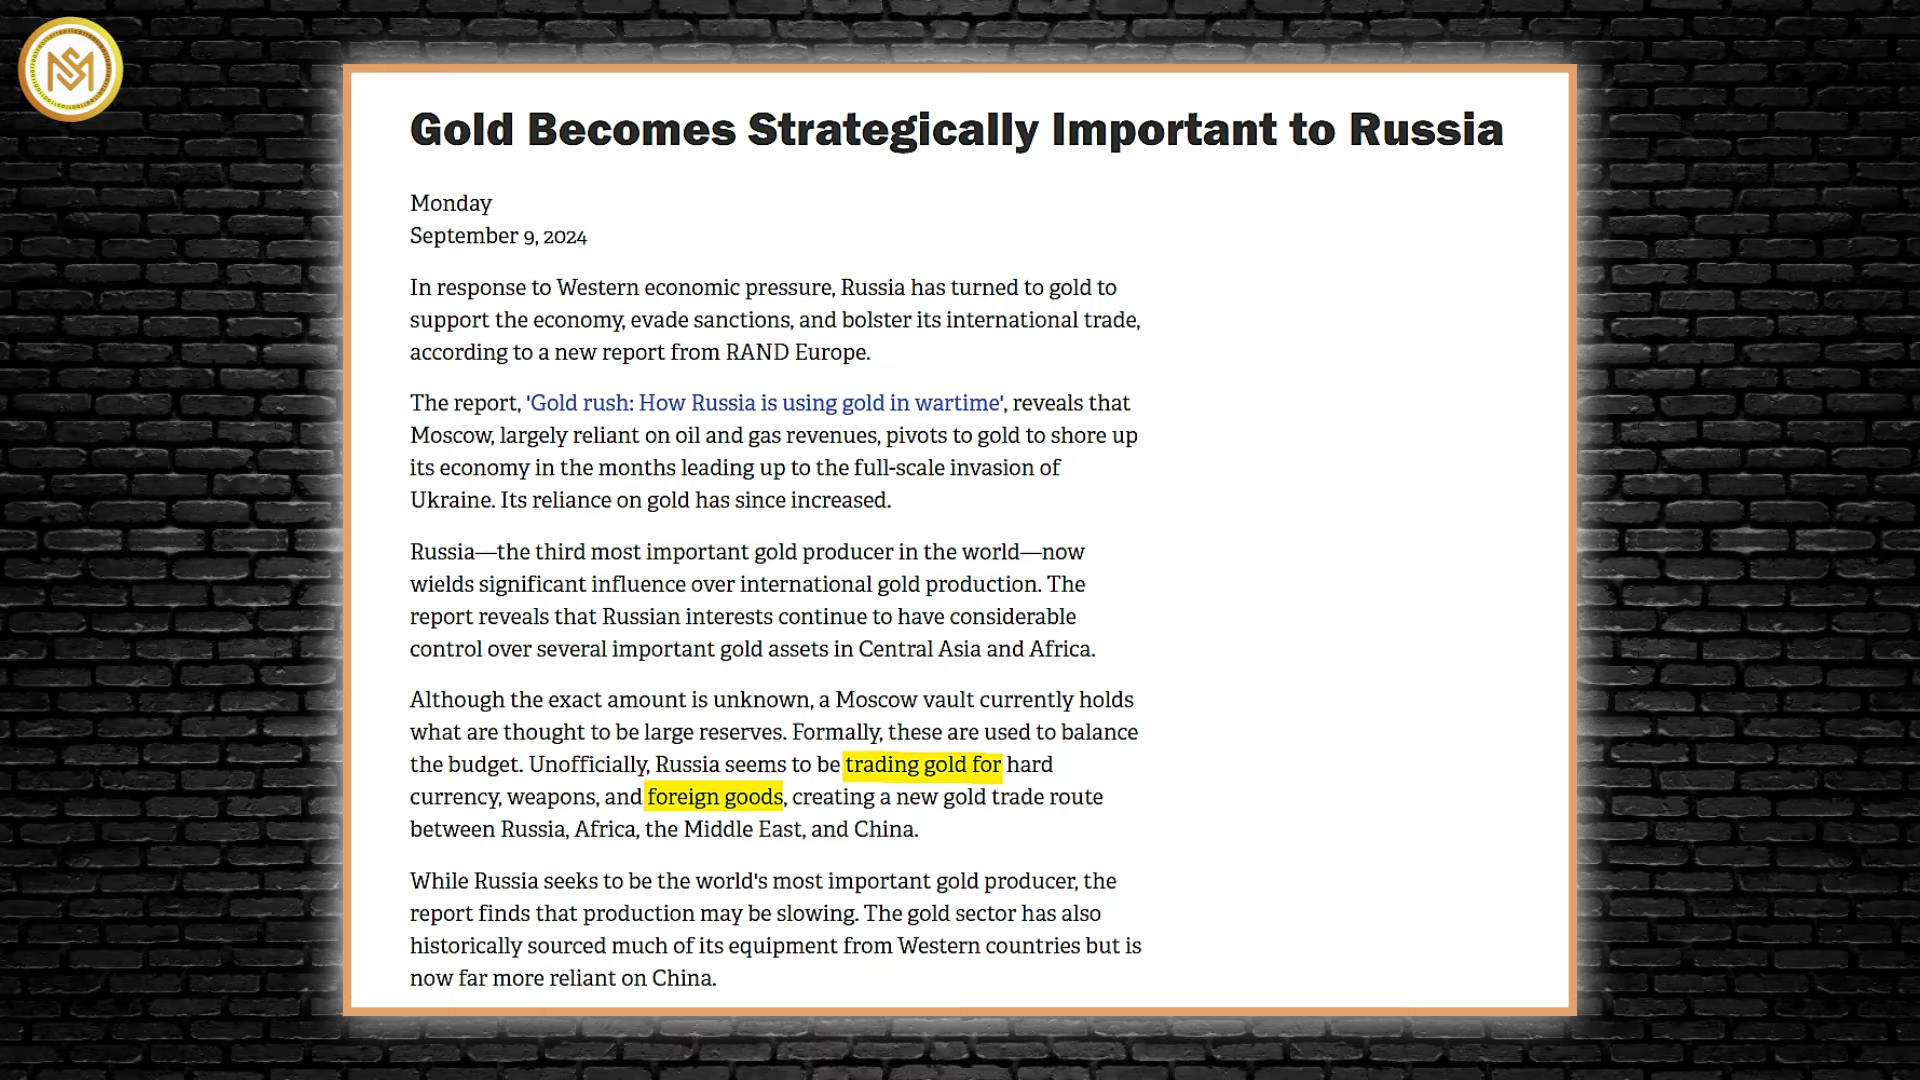 Gold Becomes Strategically Important to Russia
Monday
September 9, 2024
In response to Western economic pressure, Russia has turned to gold to
support the economy, evade sanctions, and bolster its international trade,
according to a new report from RAND Europe.
The report, 'Gold rush: How Russia is using gold in wartime', reveals that
Moscow, largely reliant on oil and gas revenues, pivots to gold to shore up
its economy in the months leading up to the full-scale invasion of
Ukraine. Its reliance on gold has since increased.
Russia—the third most important gold producer in the world—now
wields significant influence over international gold production. The
report reveals that Russian interests continue to have considerable
control over several important gold assets in Central Asia and Africa.
Although the exact amount is unknown, a Moscow vault currently holds
what are thought to be large reserves. Formally, these are used to balance
the budget. Unofficially, Russia seems to be trading gold for hard
currency, weapons, and foreign goods, creating a new gold trade route
between Russia, Africa, the Middle East, and China.
While Russia seeks to be the world's most important gold producer, the
report finds that production may be slowing. The gold sector has also
historically sourced much of its equipment from Western countries but is
now far more reliant on China.